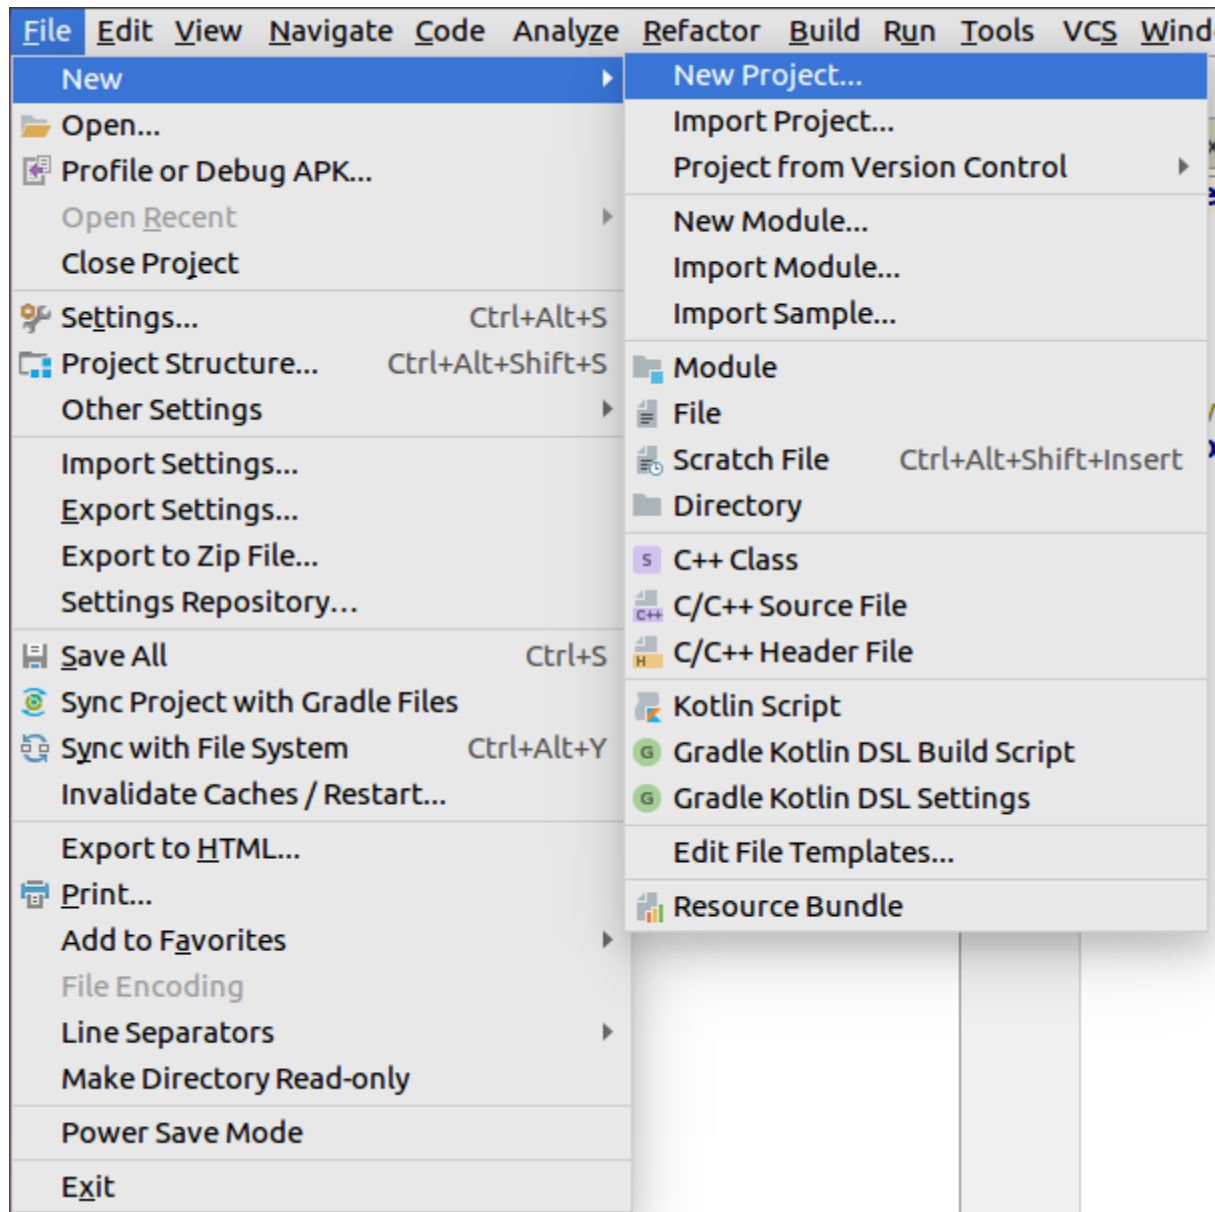 File Edit View Navigate Code Analyze Refactor Build Run Tools VCS Wind
New
Open...
Profile or Debug APK...
Open Recent
Close Project
Settings... Ctrl+Alt+S
Project Structure... Ctrl+Alt+Shift+S
Other Settings
Import Settings...
Export Settings...
Export to Zip File...
Settings Repository...
Save All Ctrl+S
Sync Project with Gradle Files
Sync with File System Ctrl+Alt+Y
Invalidate Caches / Restart...
Export to HTML...
Print...
Add to Favorites
File Encoding
Line Separators
Make Directory Read-only
Power Save Mode
Exit
New Project...
Import Project...
Project from Version Control
New Module...
Import Module...
Import Sample...
Module
File
Scratch File Ctrl+Alt+Shift+Insert
Directory
S C++ Class
C++ C/C++ Source File
H C/C++ Header File
Kotlin Script
G Gradle Kotlin DSL Build Script
G Gradle Kotlin DSL Settings
Edit File Templates...
Resource Bundle